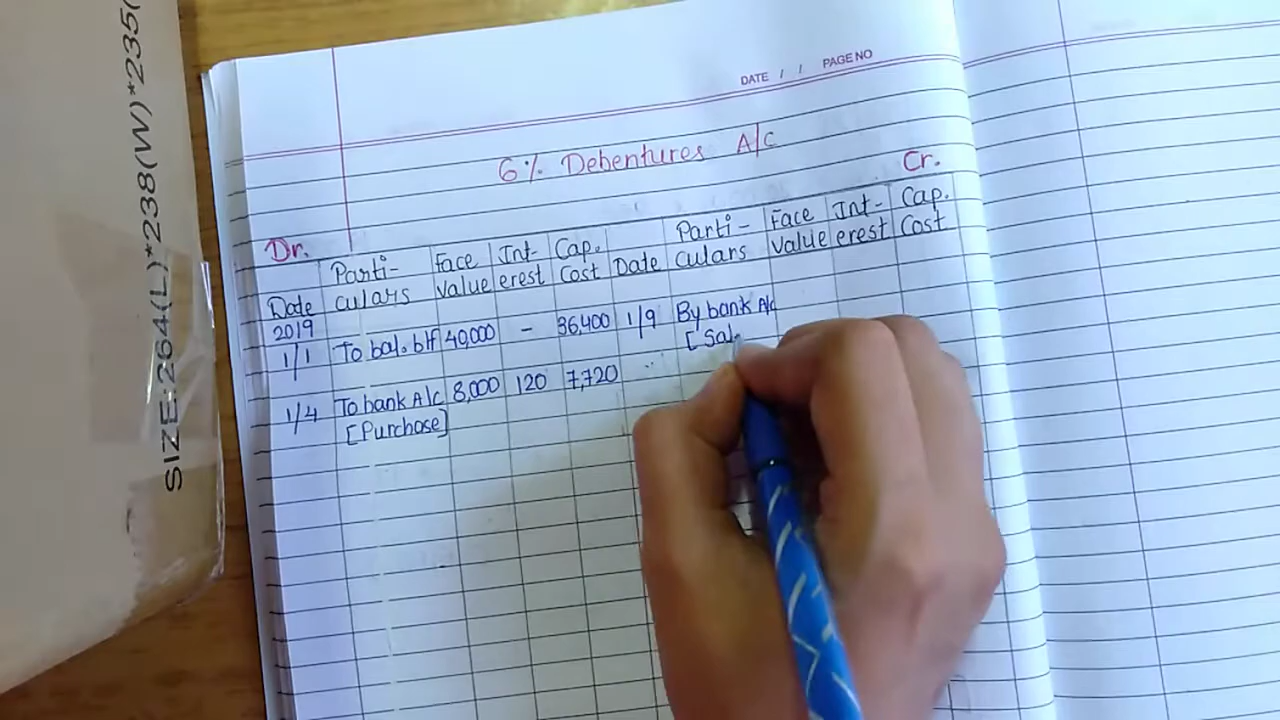 SIZE:264(L)*238(W)*235(
DATE / / PAGE NO
6% Debentures A/c
Dr. Cr.
Date Parti- Face Int- Cap. Date Parti- Face Int- Cap.
culars Value erest Cost culars Value erest Cost
2019
1/1 To bal. b/f 40,000 - 36,400 1/9 By bank A/c
[Sal
1/4 To bank A/c 8,000 120 7,720
[Purchase]